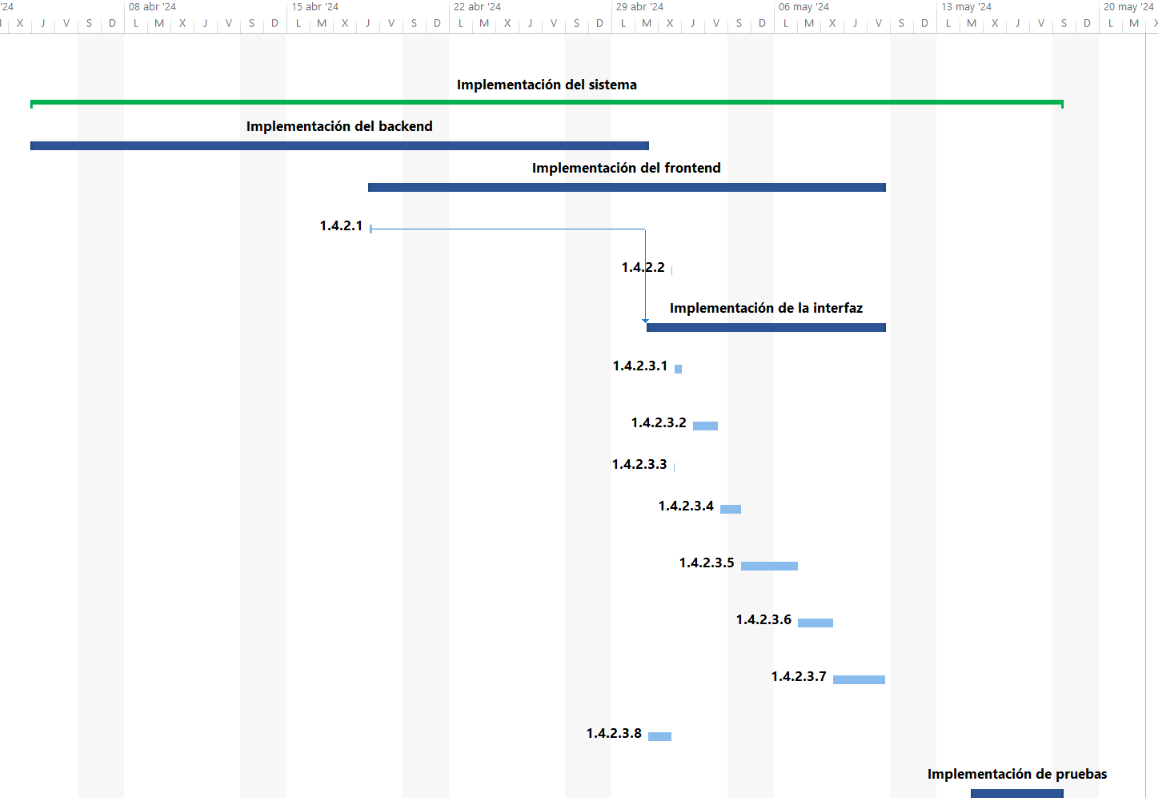 '24 08 abr '24 15 abr '24 22 abr '24 29 abr '24 06 may '24 13 may '24 20 may '24
X J V S D L M X J V S D L M X J V S D L M X J V S D L M X J V S D L M X J V S D L M X J V S D L M X
Implementación del sistema
Implementación del backend
Implementación del frontend
1.4.2.1
1.4.2.2
Implementación de la interfaz
1.4.2.3.1
1.4.2.3.2
1.4.2.3.3
1.4.2.3.4
1.4.2.3.5
1.4.2.3.6
1.4.2.3.7
1.4.2.3.8
Implementación de pruebas